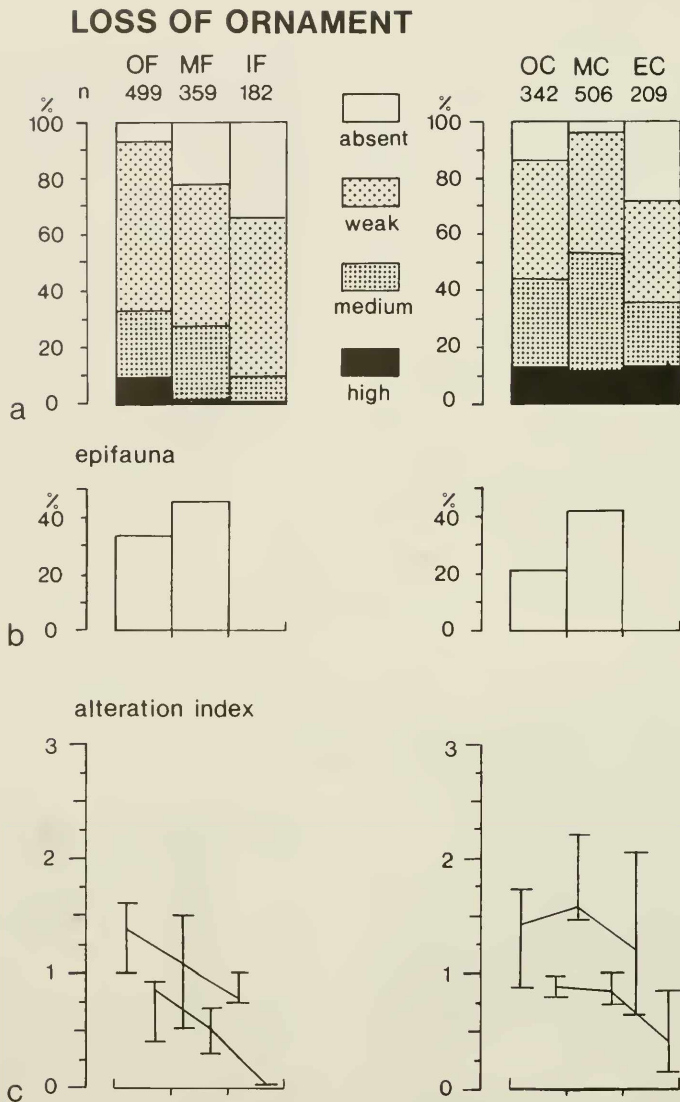 LOSS OF ORNAMENT
OF MF IF
n 499 359 182
OC MC EC
342 506 209
%
100
80
60
40
20
0
a
absent
weak
medium
high
%
100
80
60
40
20
0
epifauna
%
40
20
0
b
%
40
20
0
alteration index
3
2
1
0
c
3
2
1
0